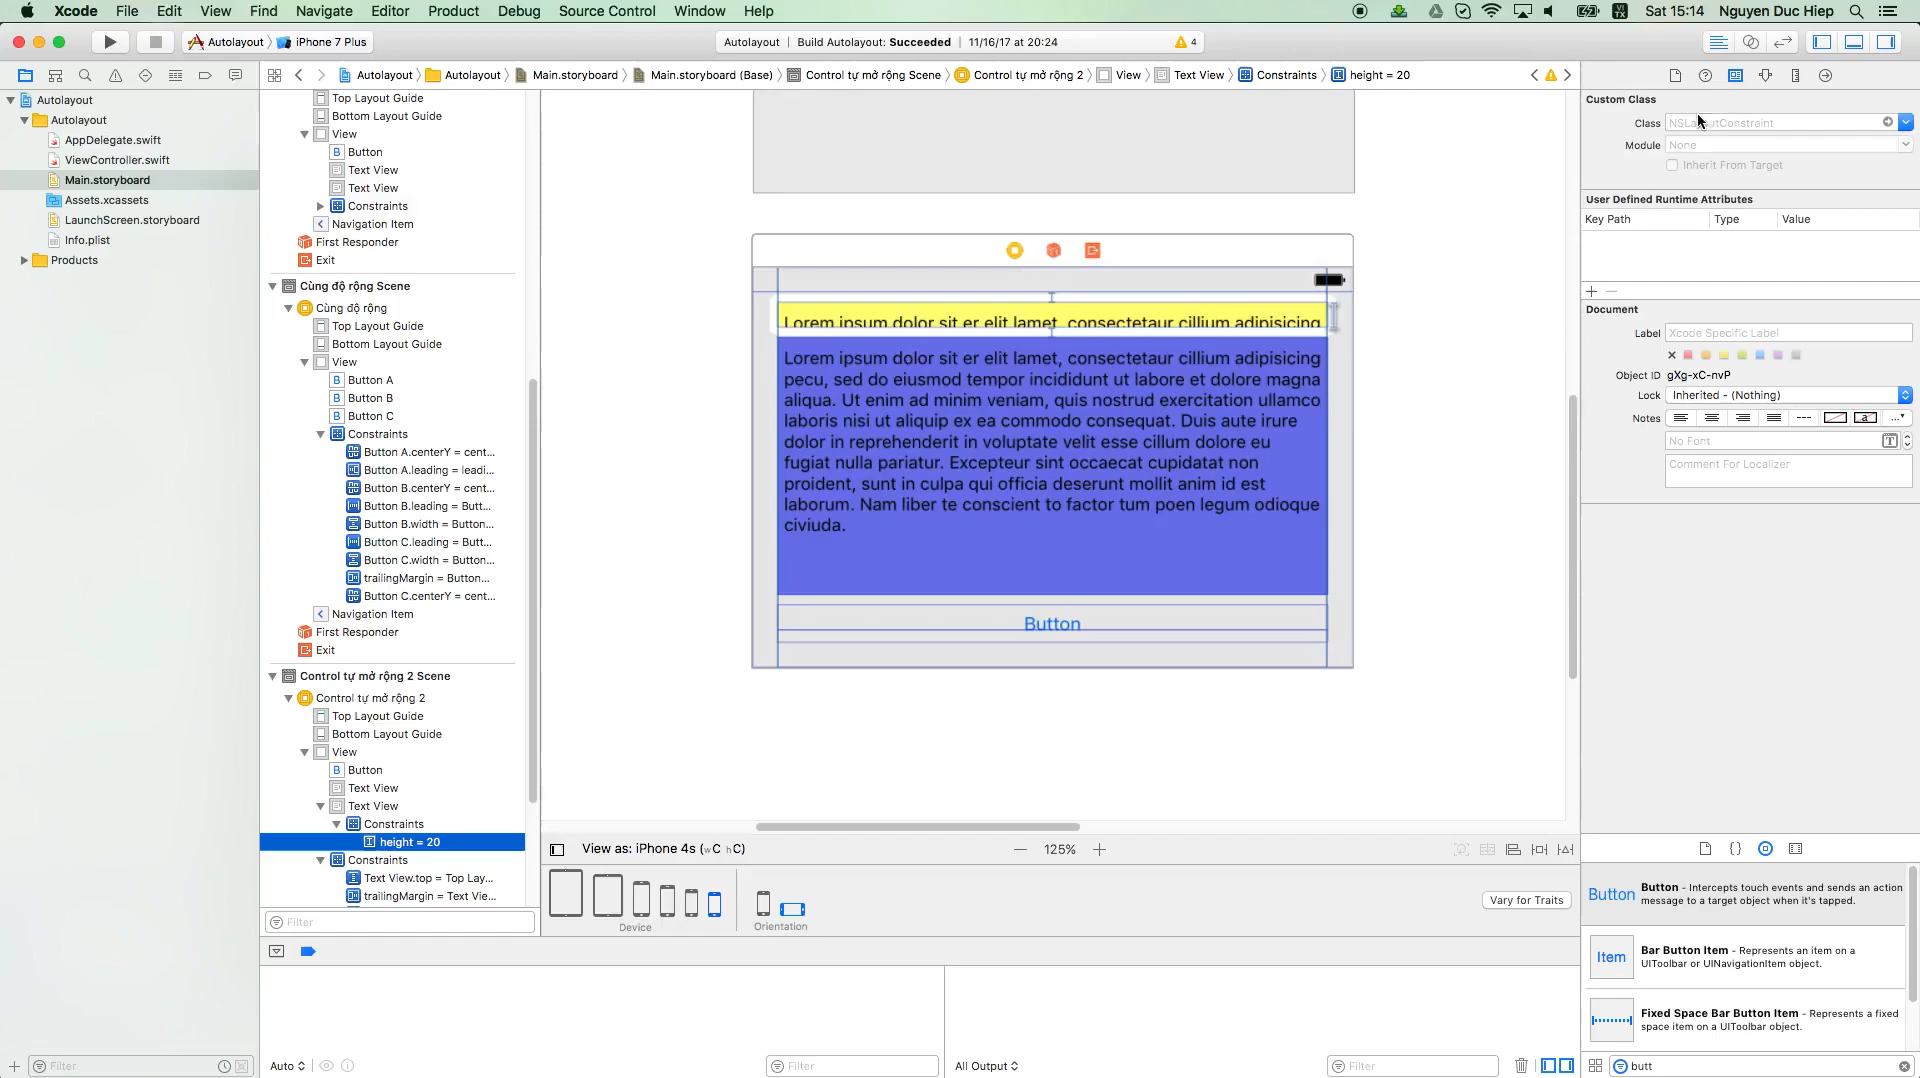 Xcode File Edit View Find Navigate Editor Product Debug Source Control Window Help
Sat 15:14 Nguyen Duc Hiep
Autolayout iPhone 7 Plus
Autolayout Build Autolayout: Succeeded 11/16/17 at 20:24
4
Autolayout Autolayout Main.storyboard Main.storyboard (Base) Control tự mở rộng Scene Control tự mở rộng 2 View Text View Constraints height = 20
Autolayout
Autolayout
AppDelegate.swift
ViewController.swift
Main.storyboard
Assets.xcassets
LaunchScreen.storyboard
Info.plist
Products
Filter
Top Layout Guide
Bottom Layout Guide
View
B Button
Text View
Text View
Constraints
Navigation Item
First Responder
Exit
Cùng độ rộng Scene
Cùng độ rộng
Top Layout Guide
Bottom Layout Guide
View
B Button A
B Button B
B Button C
Constraints
Button A.centerY = cent...
Button A.leading = leadi...
Button B.centerY = cent...
Button B.leading = Butt...
Button B.width = Button...
Button C.leading = Butt...
Button C.width = Button...
trailingMargin = Button...
Button C.centerY = cent...
Navigation Item
First Responder
Exit
Control tự mở rộng 2 Scene
Control tự mở rộng 2
Top Layout Guide
Bottom Layout Guide
View
B Button
Text View
Text View
Constraints
height = 20
Constraints
Text View.top = Top Lay...
trailingMargin = Text Vie...
Filter
Lorem ipsum dolor sit er elit lamet, consectetaur cillium adipisicing
Lorem ipsum dolor sit er elit lamet, consectetaur cillium adipisicing
pecu, sed do eiusmod tempor incididunt ut labore et dolore magna
aliqua. Ut enim ad minim veniam, quis nostrud exercitation ullamco
laboris nisi ut aliquip ex ea commodo consequat. Duis aute irure
dolor in reprehenderit in voluptate velit esse cillum dolore eu
fugiat nulla pariatur. Excepteur sint occaecat cupidatat non
proident, sunt in culpa qui officia deserunt mollit anim id est
laborum. Nam liber te conscient to factor tum poen legum odioque
civiuda.
Button
View as: iPhone 4s (wC hC)
125%
Device
Orientation
Vary for Traits
Auto
Filter
All Output
Filter
Custom Class
Class NSLayoutConstraint
Module None
Inherit From Target
User Defined Runtime Attributes
Key Path Type Value
Document
Label Xcode Specific Label
Object ID gXg-xC-nvP
Lock Inherited - (Nothing)
Notes
No Font
Comment For Localizer
Button Button - Intercepts touch events and sends an action
message to a target object when it's tapped.
Item Bar Button Item - Represents an item on a
UIToolbar or UINavigationItem object.
Fixed Space Bar Button Item - Represents a fixed
space item on a UIToolbar object.
butt